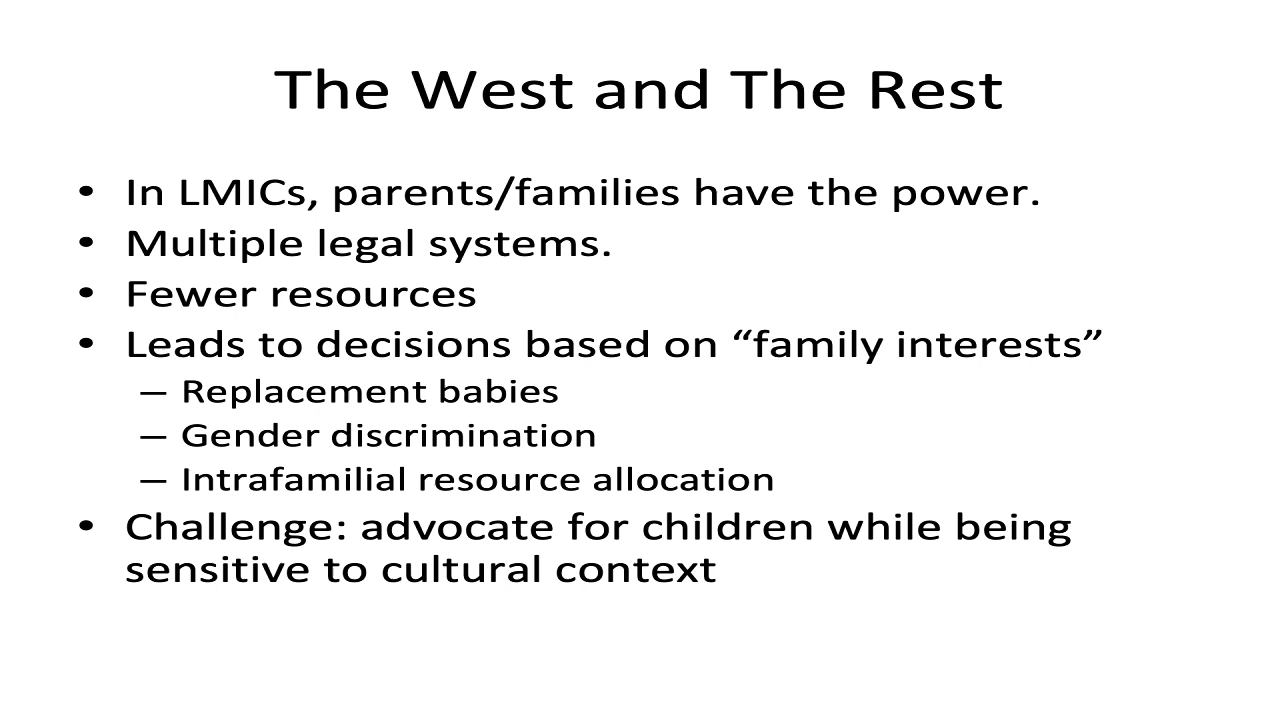 The West and The Rest
• In LMICs, parents/families have the power.
• Multiple legal systems.
• Fewer resources
• Leads to decisions based on “family interests”
– Replacement babies
– Gender discrimination
– Intrafamilial resource allocation
• Challenge: advocate for children while being
sensitive to cultural context